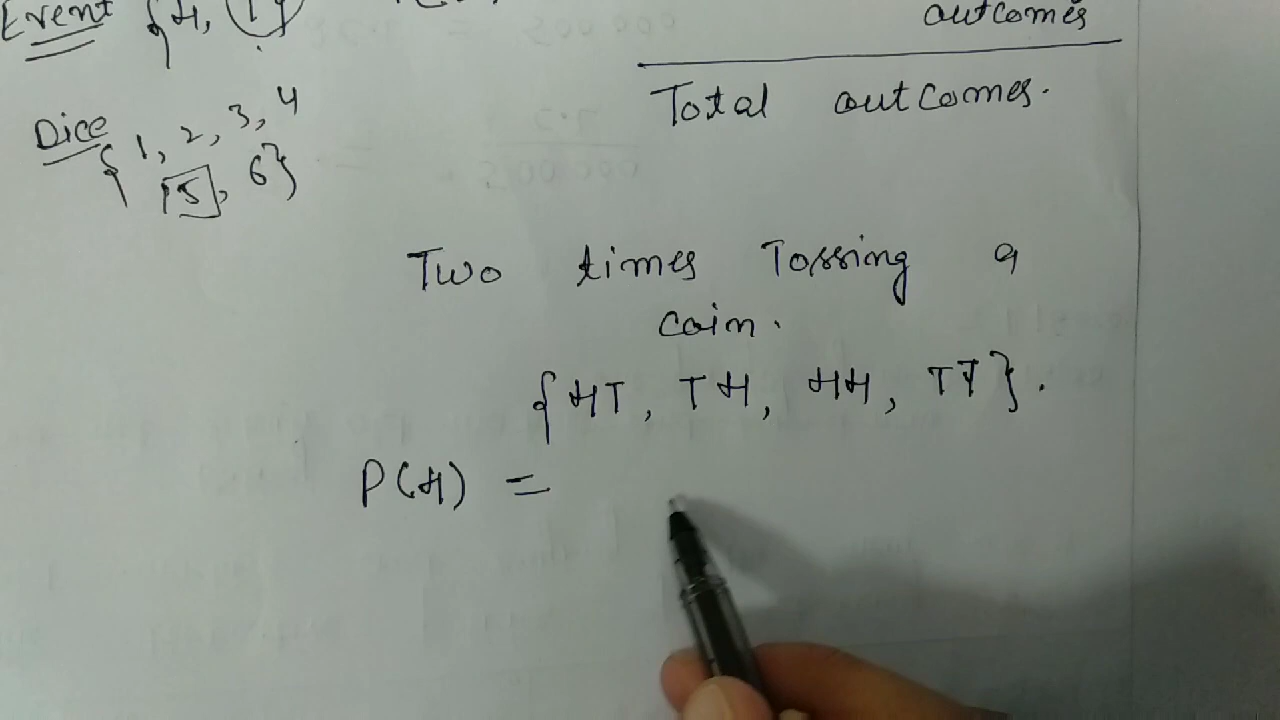 Event {H, T}
outcomes
Total outcomes.
Dice
{1, 2, 3, 4
5, 6}
Two times Tossing a
coin.
{HT, TH, HH, TT}.
P(H) =